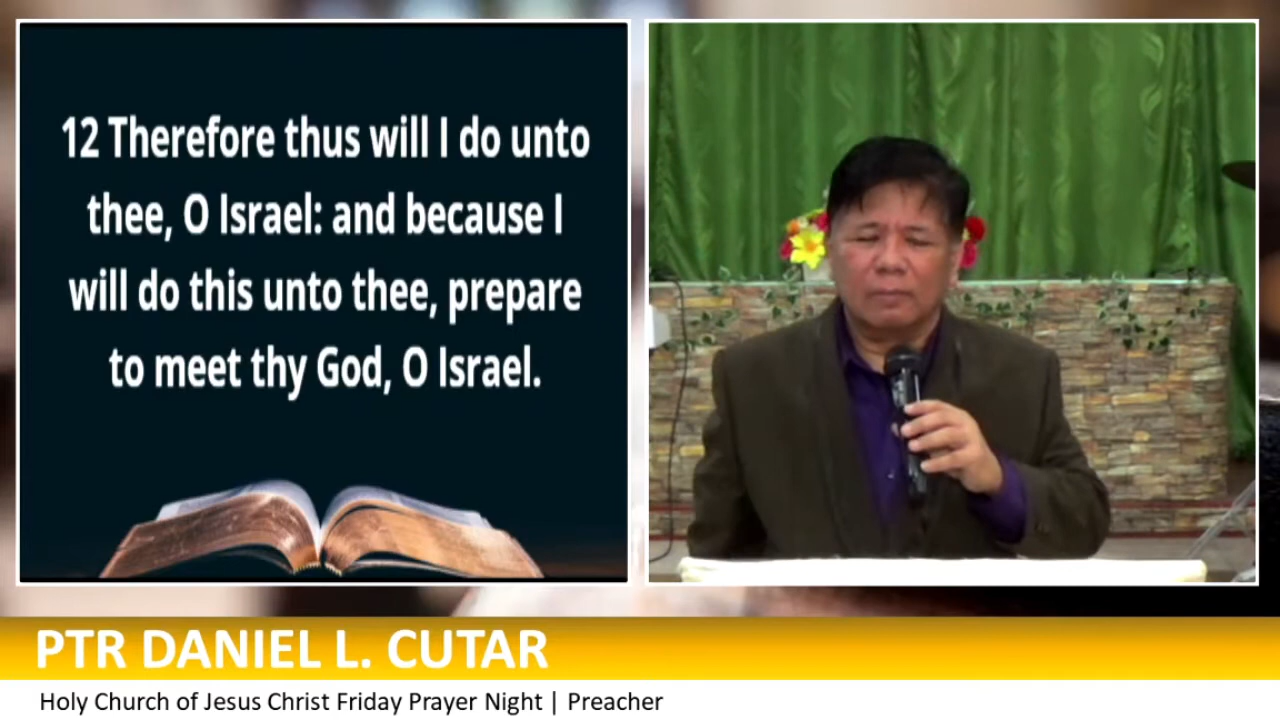 12 Therefore thus will I do unto
thee, O Israel: and because I
will do this unto thee, prepare
to meet thy God, O Israel.
PTR DANIEL L. CUTAR
Holy Church of Jesus Christ Friday Prayer Night | Preacher